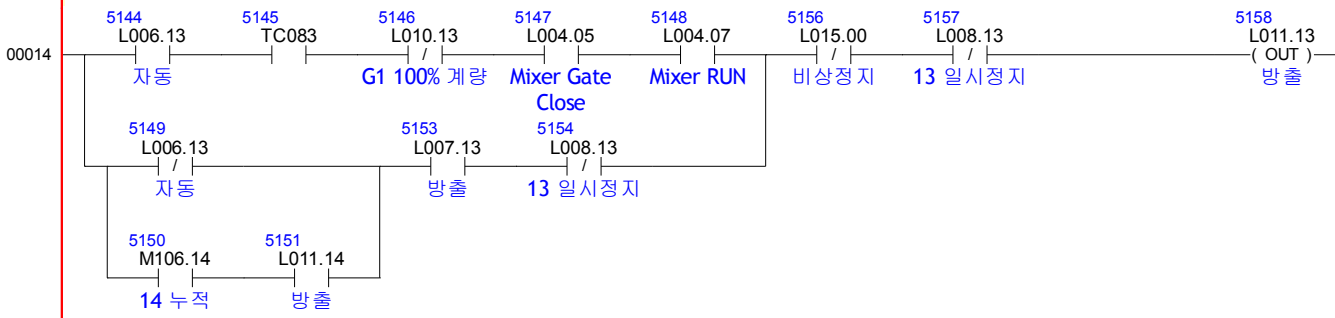 5144 5145 5146 5147 5148 5156 5157 5158
L006.13 TC083 L010.13 L004.05 L004.07 L015.00 L008.13 L011.13
00014 / / / ( OUT )
자동 G1 100% 계량 Mixer Gate Mixer RUN 비상정지 13 일시정지 방출
Close
5149 5153 5154
L006.13 L007.13 L008.13
/ /
자동 방출 13 일시정지
5150 5151
M106.14 L011.14
14 누적 방출